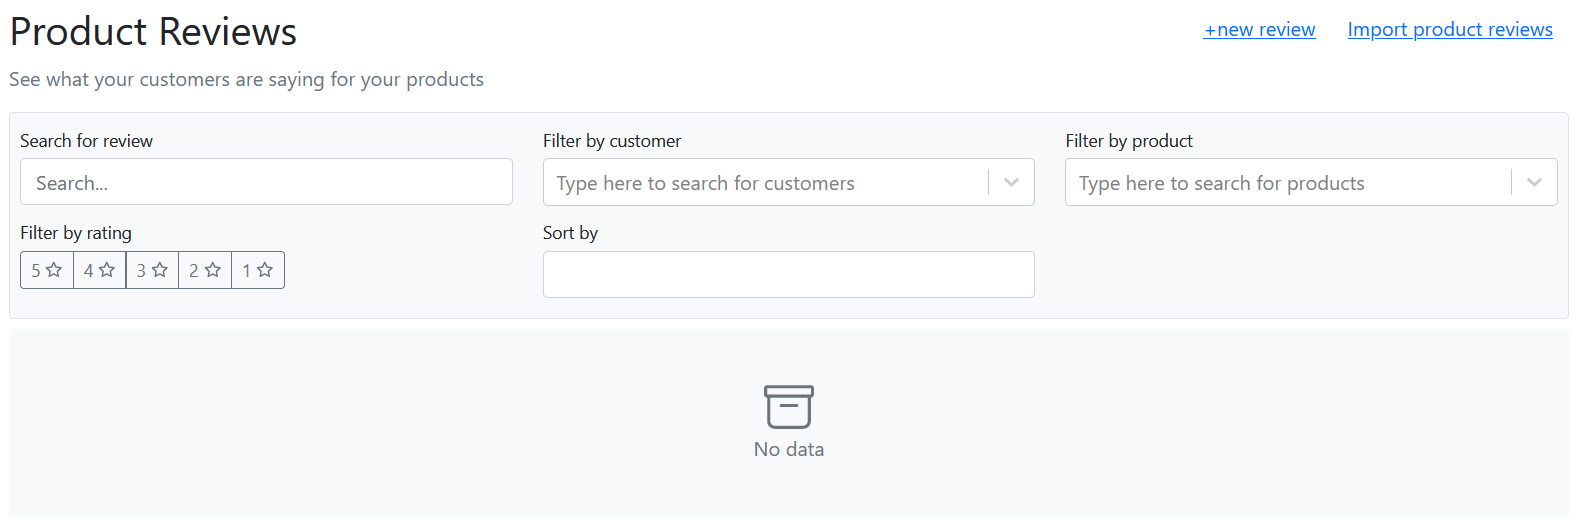 Product Reviews
+new review
Import product reviews
See what your customers are saying for your products
Search for review
Filter by customer
Filter by product
Search...
Type here to search for customers
Type here to search for products
Filter by rating
Sort by
5 4 3 2 1
No data